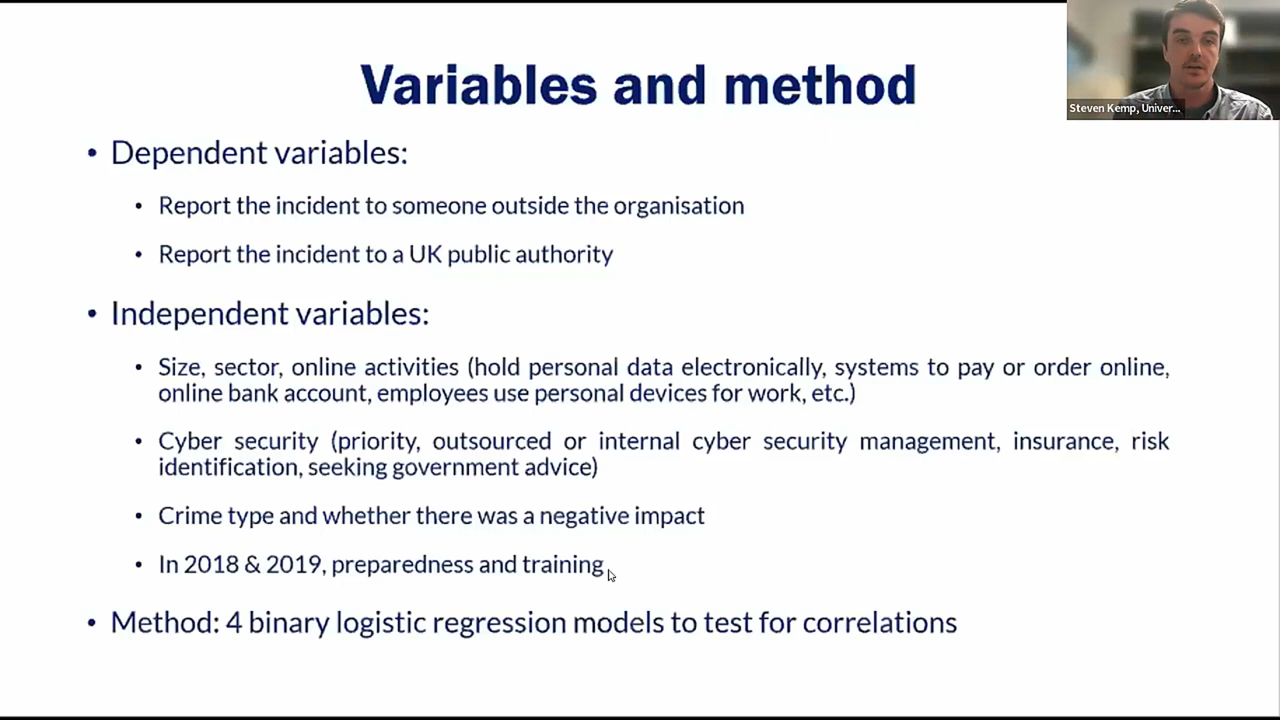 Variables and method
Steven Kemp, Univer...
• Dependent variables:
• Report the incident to someone outside the organisation
• Report the incident to a UK public authority
• Independent variables:
• Size, sector, online activities (hold personal data electronically, systems to pay or order online,
online bank account, employees use personal devices for work, etc.)
• Cyber security (priority, outsourced or internal cyber security management, insurance, risk
identification, seeking government advice)
• Crime type and whether there was a negative impact
• In 2018 & 2019, preparedness and training
• Method: 4 binary logistic regression models to test for correlations